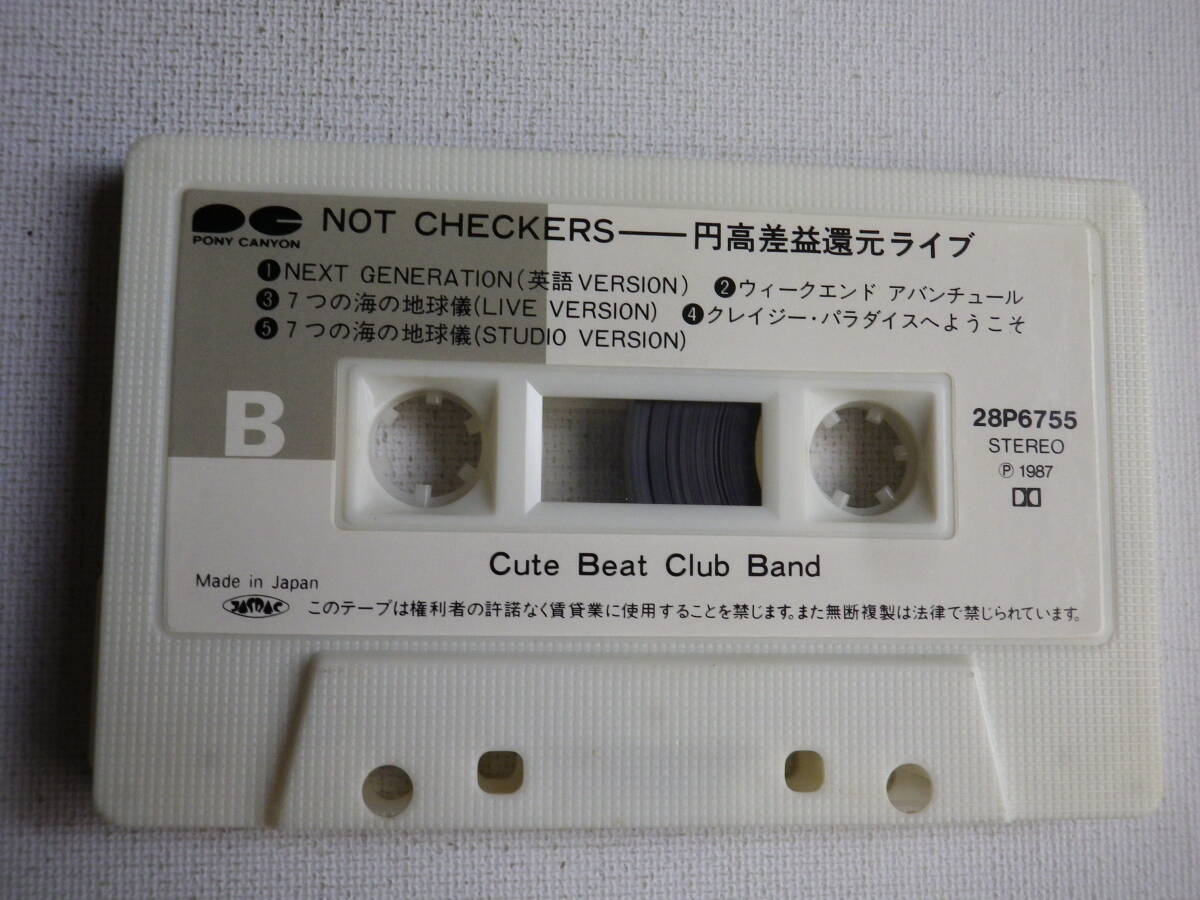 PONY CANYON
NOT CHECKERS——円高差益還元ライブ
❶NEXT GENERATION(英語VERSION) ❷ウィークエンド アバンチュール
❸7つの海の地球儀(LIVE VERSION) ❹クレイジー・パラダイスへようこそ
❺7つの海の地球儀(STUDIO VERSION)
B
28P6755
STEREO
Ⓟ 1987
Cute Beat Club Band
Made in Japan
JASRAC このテープは権利者の許諾なく賃貸業に使用することを禁じます。また無断複製は法律で禁じられています。